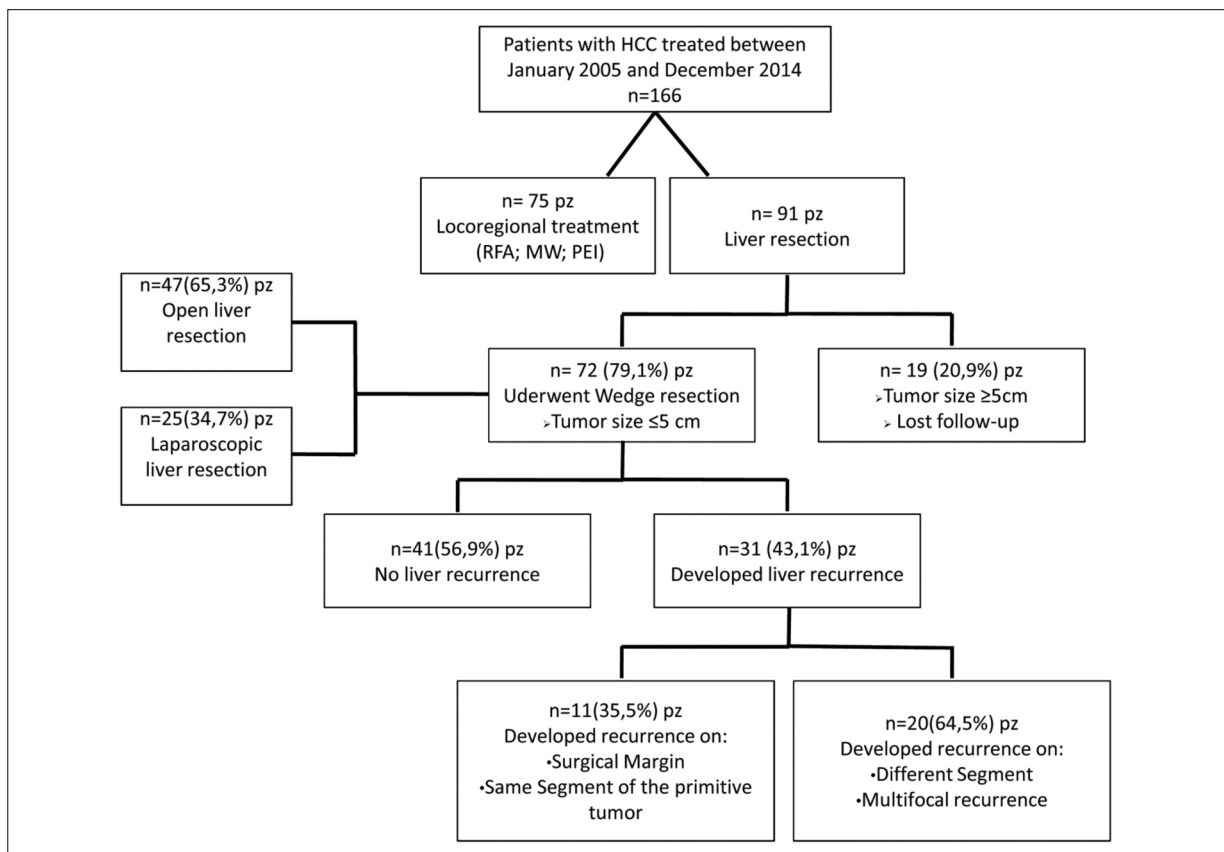 Patients with HCC treated between
January 2005 and December 2014
n=166
n= 75 pz
Locoregional treatment
(RFA; MW; PEI)
n= 91 pz
Liver resection
n=47(65,3%) pz
Open liver
resection
n=25(34,7%) pz
Laparoscopic
liver resection
n= 72 (79,1%) pz
Uderwent Wedge resection
➢Tumor size ≤5 cm
n= 19 (20,9%) pz
➢Tumor size ≥5cm
➢ Lost follow-up
n=41(56,9%) pz
No liver recurrence
n=31 (43,1%) pz
Developed liver recurrence
n=11(35,5%) pz
Developed recurrence on:
•Surgical Margin
•Same Segment of the primitive
tumor
n=20(64,5%) pz
Developed recurrence on:
•Different Segment
•Multifocal recurrence